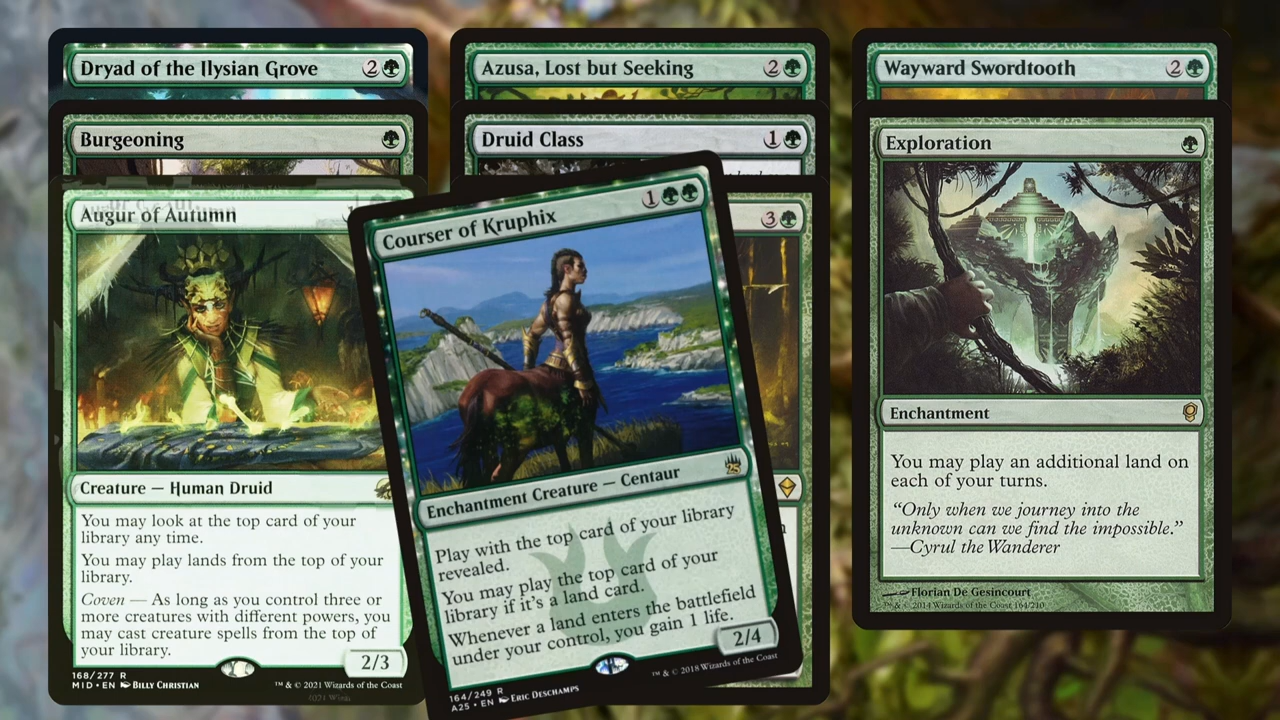 Dryad of the Ilysian Grove 2
Burgeoning
Augur of Autumn
Creature — Human Druid
You may look at the top card of your
library any time.
You may play lands from the top of your
library.
Coven — As long as you control three or
more creatures with different powers, you
may cast creature spells from the top of
your library.
2/3
168/277 R
MID • EN Billy Christian
™ & © 2021 Wizards of the Coast
Azusa, Lost but Seeking 2
Druid Class 1
3
Courser of Kruphix 1
Enchantment Creature — Centaur
Play with the top card of your library
revealed.
You may play the top card of your
library if it's a land card.
Whenever a land enters the battlefield
under your control, you gain 1 life.
2/4
164/249 R
A25 • EN Eric Deschamps
™ & © 2018 Wizards of the Coast
Wayward Swordtooth 2
Exploration
Enchantment
You may play an additional land on
each of your turns.
“Only when we journey into the
unknown can we find the impossible.”
—Cyrul the Wanderer
Florian De Gesincourt
™ & © 2014 Wizards of the Coast 164/210